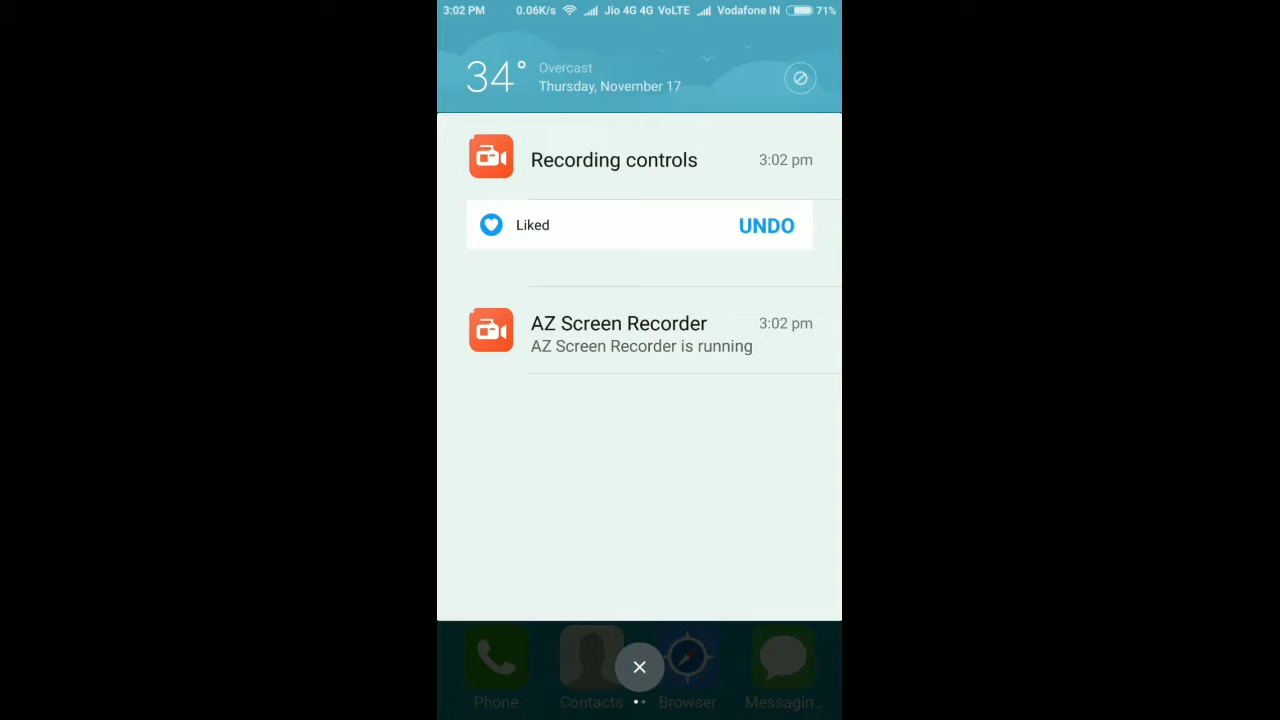 3:02 PM 0.06K/s Jio 4G 4G VoLTE Vodafone IN 71%
34° Overcast
Thursday, November 17
Recording controls 3:02 pm
Liked UNDO
AZ Screen Recorder 3:02 pm
AZ Screen Recorder is running
Phone Contacts Browser Messagin..